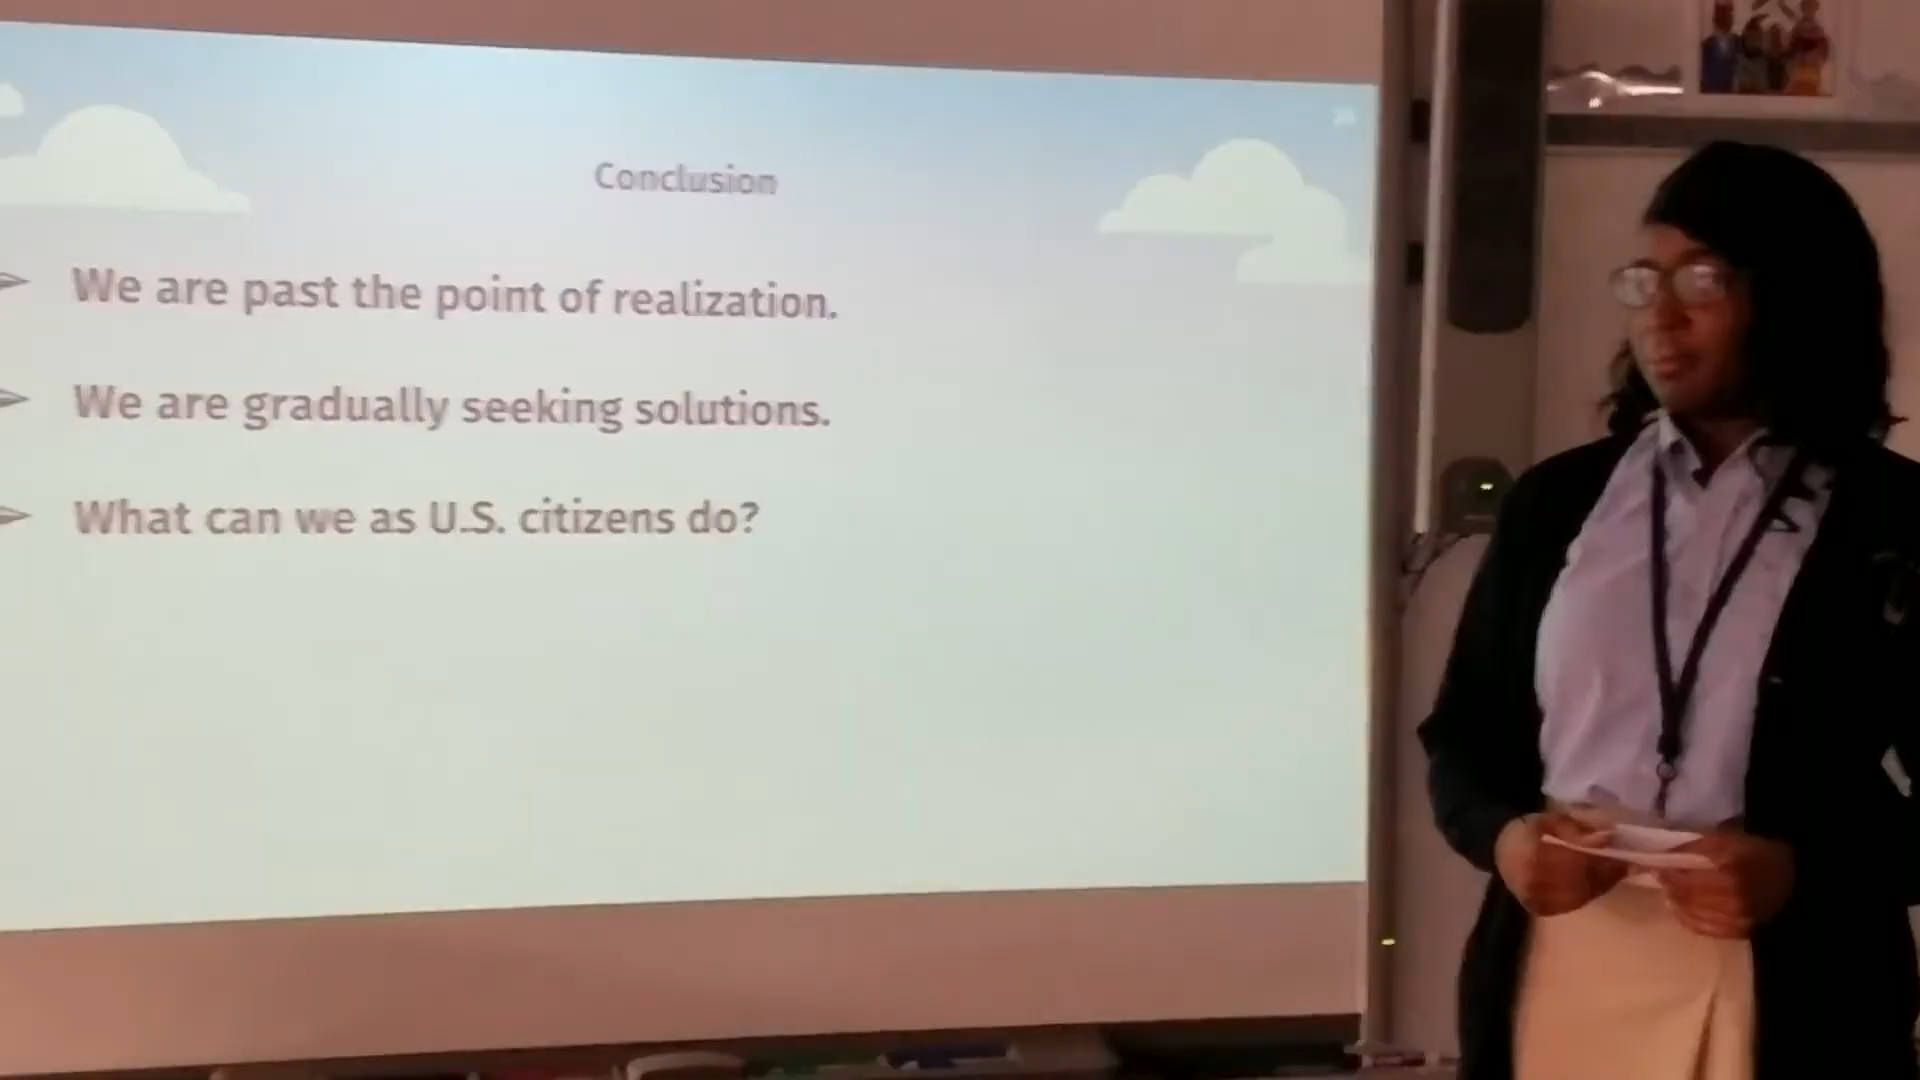 Conclusion
We are past the point of realization.
We are gradually seeking solutions.
What can we as U.S. citizens do?